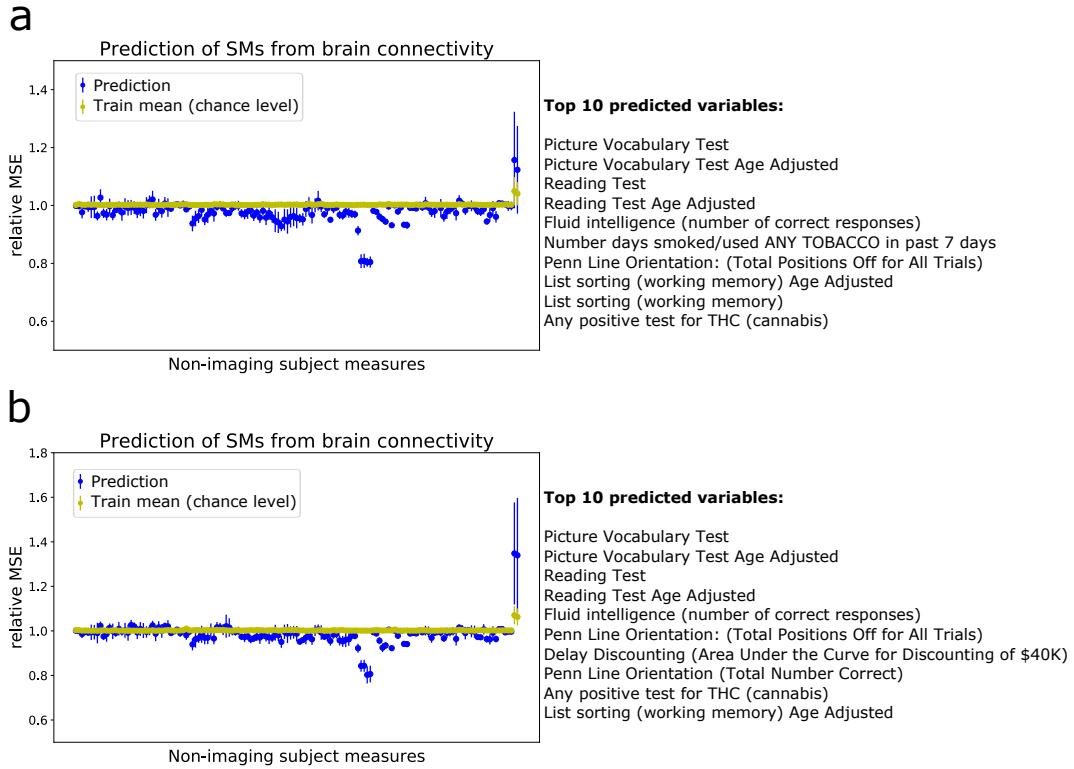 a
Prediction of SMs from brain connectivity
Prediction
Train mean (chance level)
relative MSE
1.4
1.2
1.0
0.8
0.6
Non-imaging subject measures
Top 10 predicted variables:
Picture Vocabulary Test
Picture Vocabulary Test Age Adjusted
Reading Test
Reading Test Age Adjusted
Fluid intelligence (number of correct responses)
Number days smoked/used ANY TOBACCO in past 7 days
Penn Line Orientation: (Total Positions Off for All Trials)
List sorting (working memory) Age Adjusted
List sorting (working memory)
Any positive test for THC (cannabis)
b
Prediction of SMs from brain connectivity
Prediction
Train mean (chance level)
relative MSE
1.8
1.6
1.4
1.2
1.0
0.8
0.6
Non-imaging subject measures
Top 10 predicted variables:
Picture Vocabulary Test
Picture Vocabulary Test Age Adjusted
Reading Test
Reading Test Age Adjusted
Fluid intelligence (number of correct responses)
Penn Line Orientation: (Total Positions Off for All Trials)
Delay Discounting (Area Under the Curve for Discounting of $40K)
Penn Line Orientation (Total Number Correct)
Any positive test for THC (cannabis)
List sorting (working memory) Age Adjusted